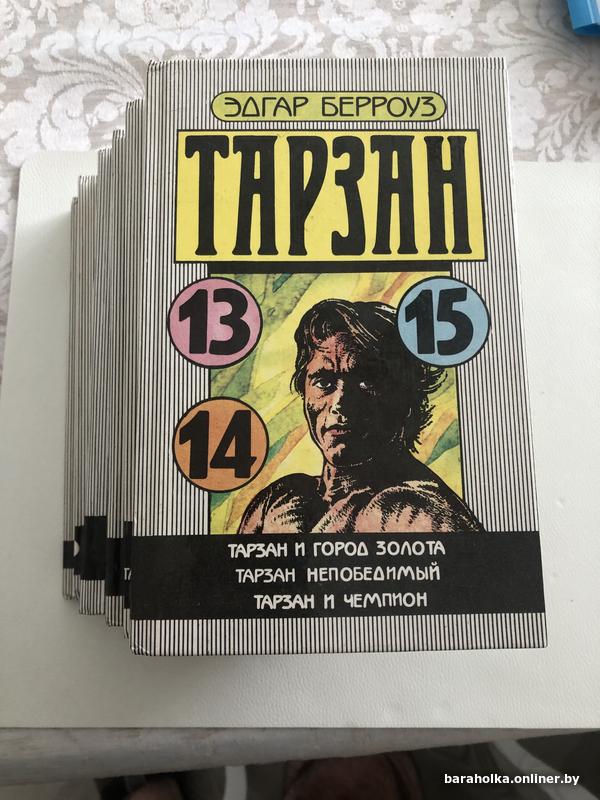 ЭДГАР БЕРРОУЗ
ТАРЗАН
13
15
14
ТАРЗАН И ГОРОД ЗОЛОТА
ТАРЗАН НЕПОБЕДИМЫЙ
ТАРЗАН И ЧЕМПИОН
baraholka.onliner.by